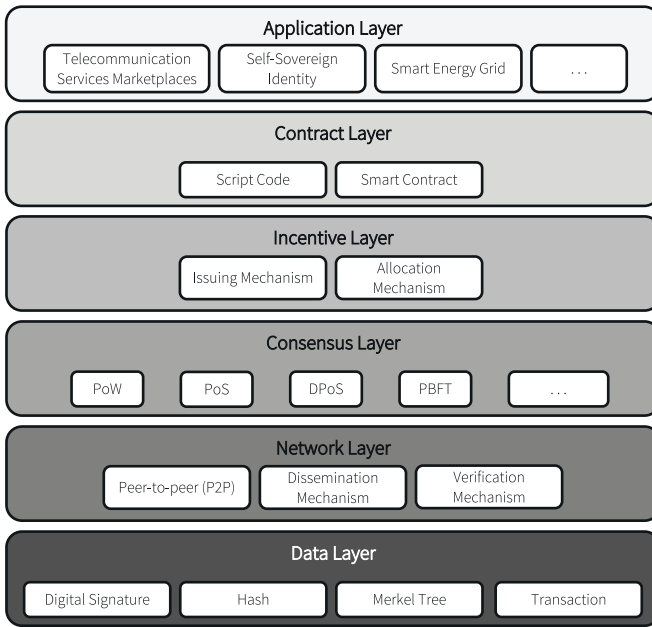 Application Layer
Telecommunication
Services Marketplaces
Self-Sovereign
Identity
Smart Energy Grid
...
Contract Layer
Script Code
Smart Contract
Incentive Layer
Issuing Mechanism
Allocation
Mechanism
Consensus Layer
PoW
PoS
DPoS
PBFT
...
Network Layer
Peer-to-peer (P2P)
Dissemination
Mechanism
Verification
Mechanism
Data Layer
Digital Signature
Hash
Merkel Tree
Transaction